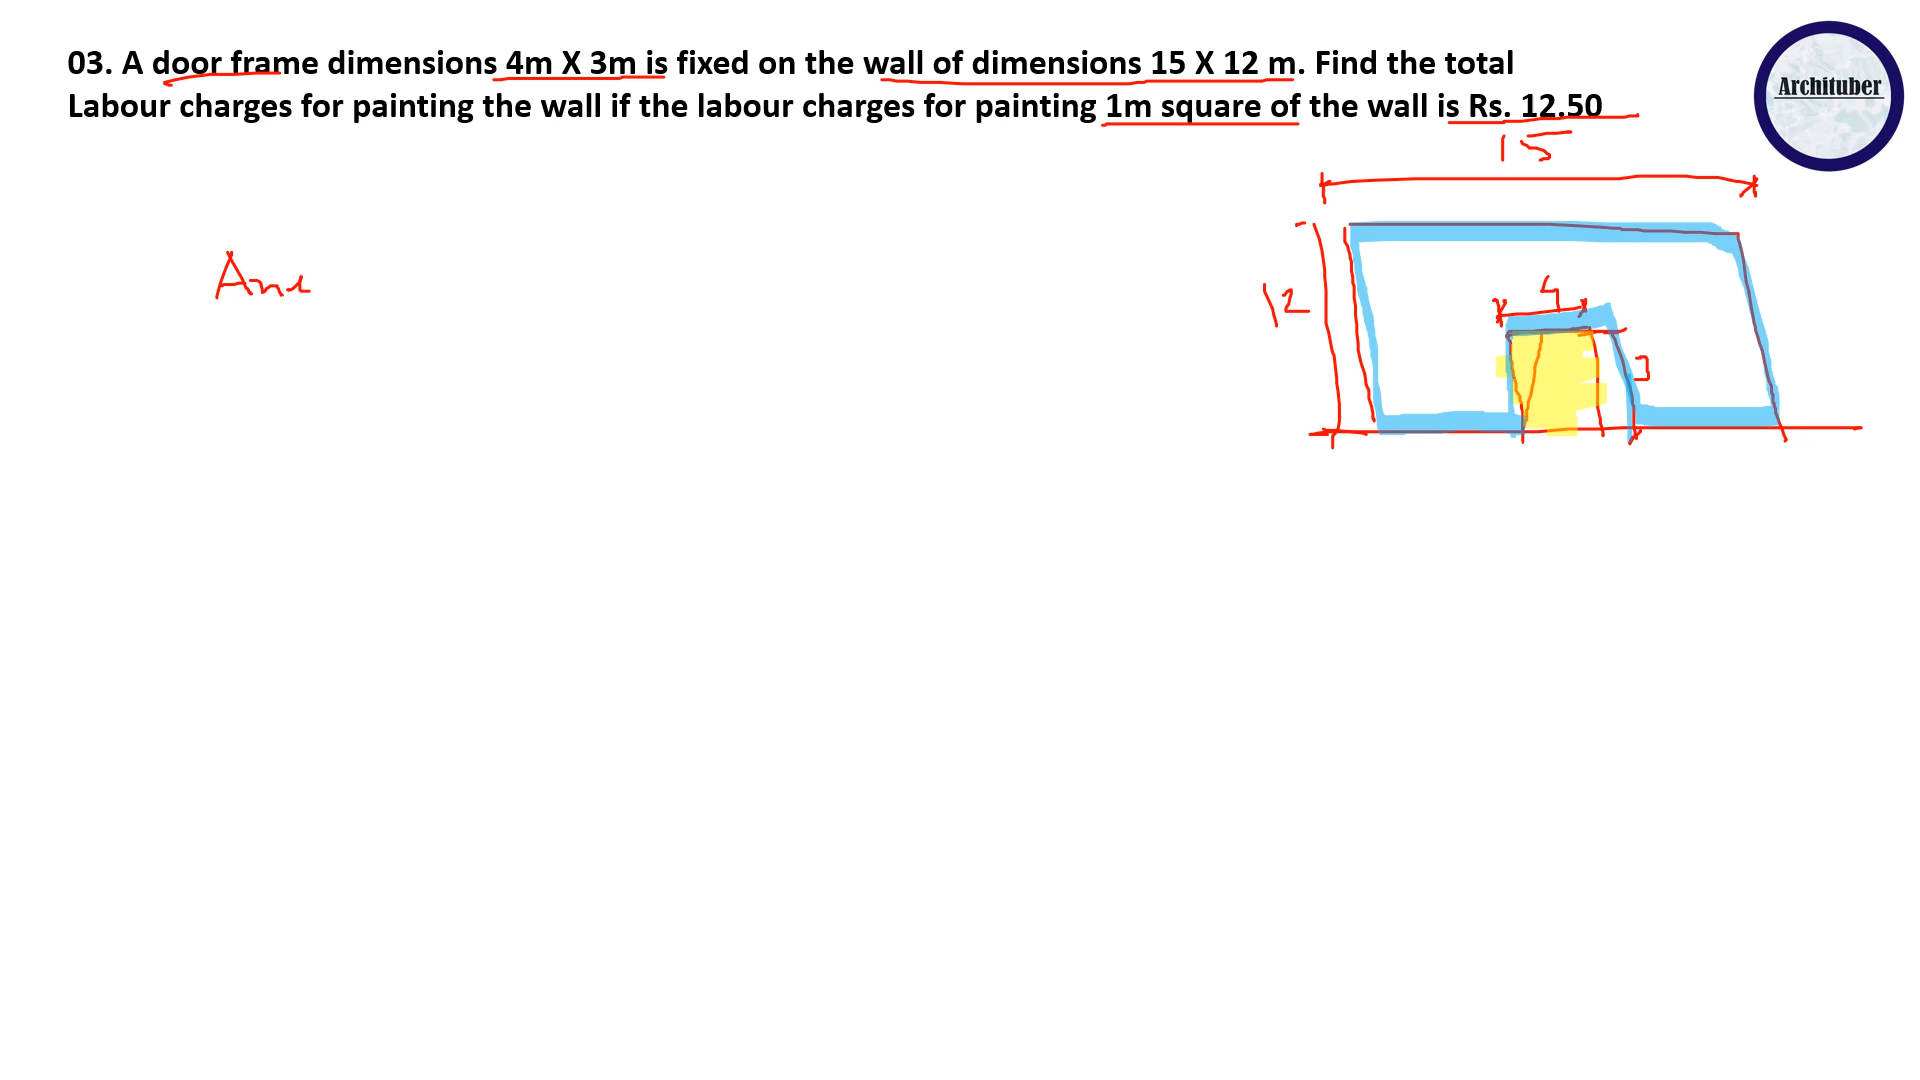 03. A door frame dimensions 4m X 3m is fixed on the wall of dimensions 15 X 12 m. Find the total
Labour charges for painting the wall if the labour charges for painting 1m square of the wall is Rs. 12.50
Archituber
15
12
4
3